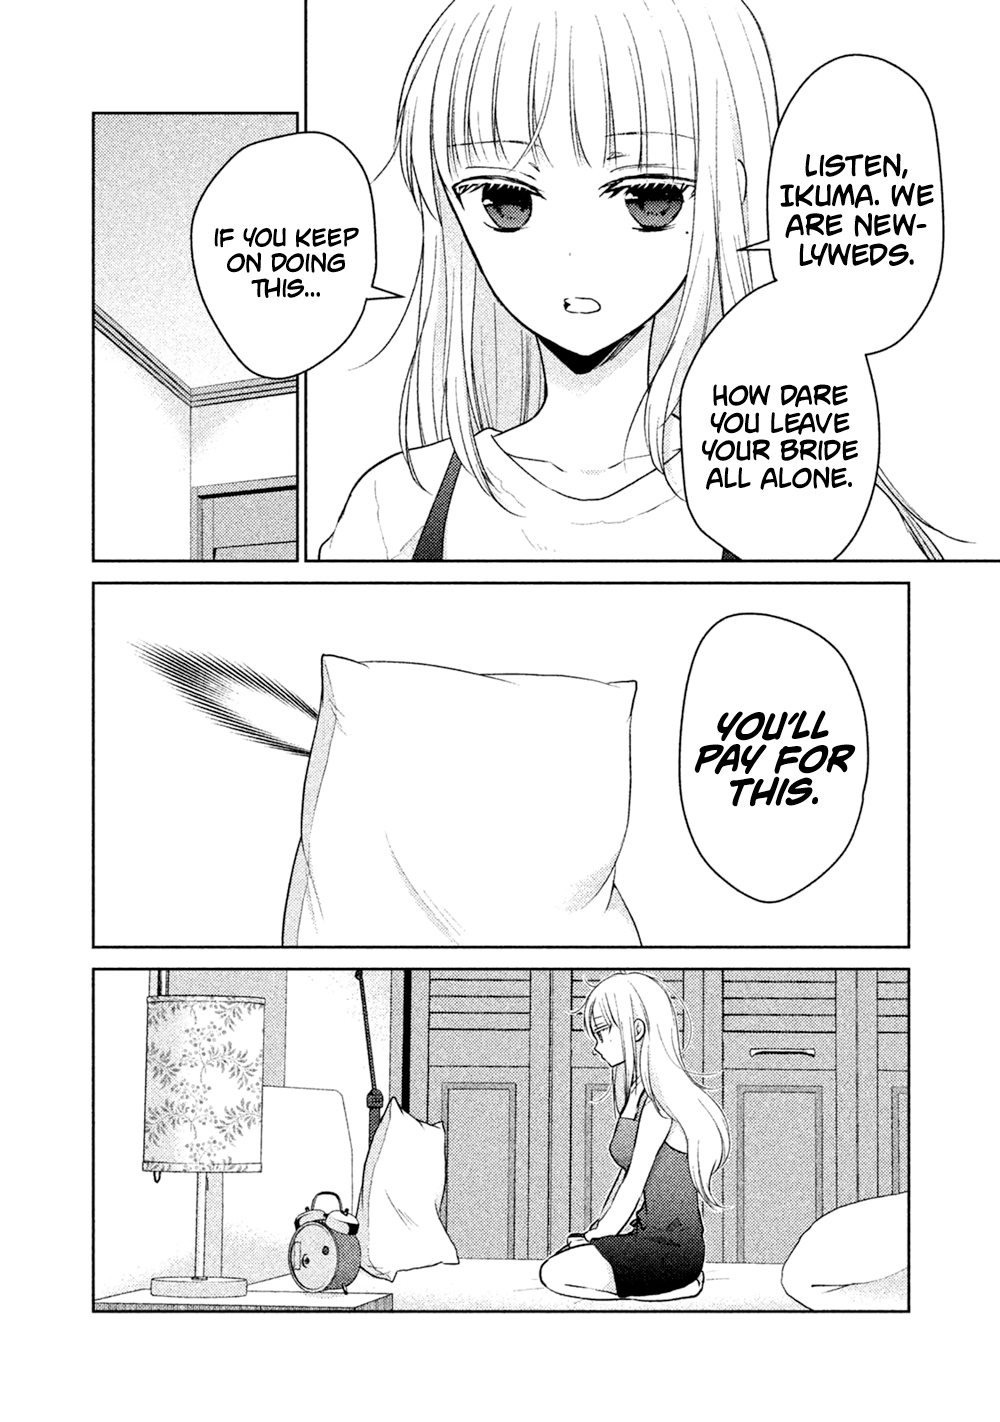 LISTEN,
IKUMA. WE
ARE NEW-
LYWEDS.
HOW DARE
YOU LEAVE
YOUR BRIDE
ALL ALONE.
IF YOU KEEP
ON DOING
THIS...
YOU'LL
PAY FOR
THIS.